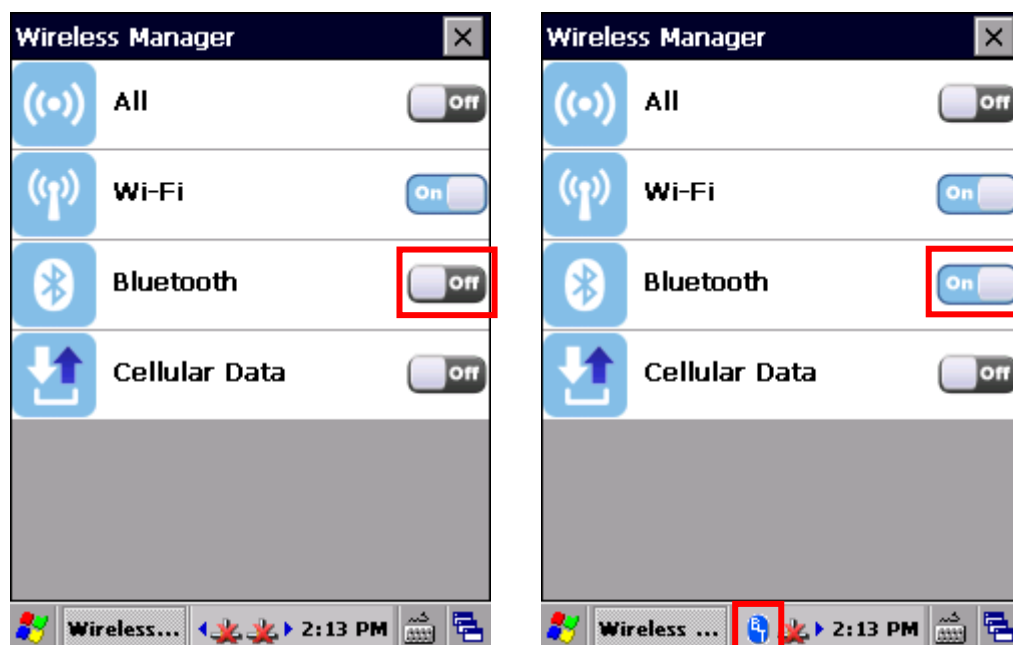 Wireless Manager
All
Off
Wi-Fi
On
Bluetooth
Off
Cellular Data
Off
Wireless... 2:13 PM
Wireless Manager
All
Off
Wi-Fi
On
Bluetooth
On
Cellular Data
Off
Wireless ... BT 2:13 PM